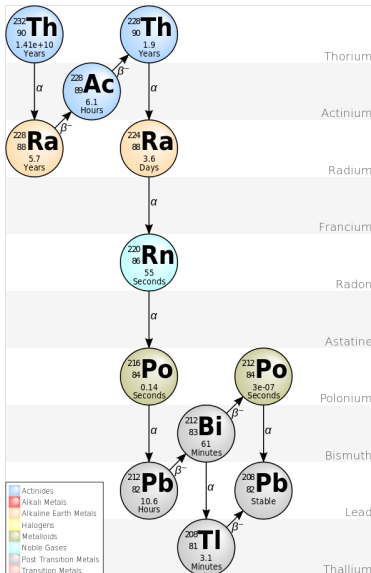 232
90 Th
1.41e+10
Years
228
90 Th
1.9
Years
Thorium
α
β⁻
α
228
89 Ac
6.1
Hours
Actinium
β⁻
228
88 Ra
5.7
Years
224
88 Ra
3.6
Days
Radium
α
Francium
220
86 Rn
55
Seconds
Radon
α
Astatine
216
84 Po
0.14
Seconds
212
84 Po
3e-07
Seconds
Polonium
α
β⁻
α
212
83 Bi
61
Minutes
Bismuth
β⁻
α
212
82 Pb
10.6
Hours
208
82 Pb
Stable
Lead
β⁻
208
81 Tl
3.1
Minutes
Thallium
Actinides
Alkali Metals
Alkaline Earth Metals
Halogens
Metalloids
Noble Gases
Post Transition Metals
Transition Metals